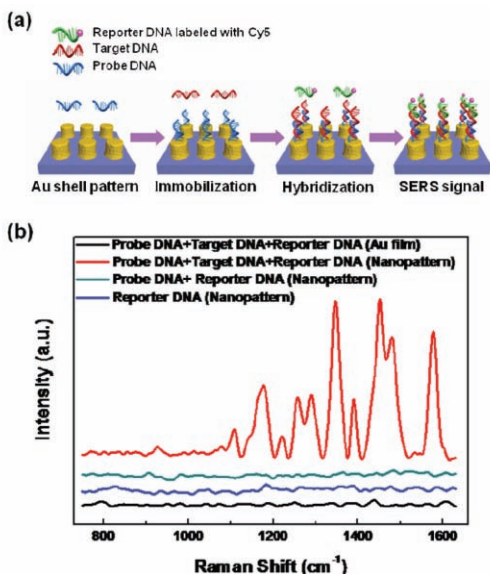 (a)
Reporter DNA labeled with Cy5
Target DNA
Probe DNA
Au shell pattern
Immobilization
Hybridization
SERS signal
(b)
Probe DNA+Target DNA+Reporter DNA (Au film)
Probe DNA+Target DNA+Reporter DNA (Nanopattern)
Probe DNA+ Reporter DNA (Nanopattern)
Reporter DNA (Nanopattern)
Intensity (a.u.)
800 1000 1200 1400 1600
Raman Shift (cm⁻¹)